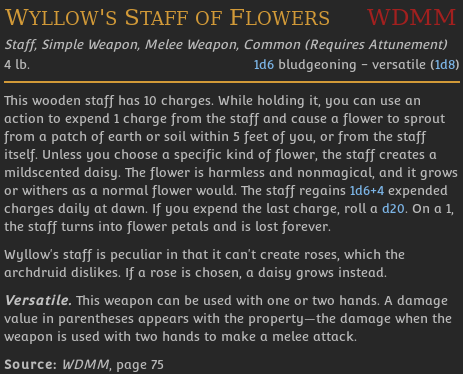 Wyllow's Staff of Flowers WDMM
Staff, Simple Weapon, Melee Weapon, Common (Requires Attunement)
4 lb. 1d6 bludgeoning - versatile (1d8)
This wooden staff has 10 charges. While holding it, you can use an
action to expend 1 charge from the staff and cause a flower to sprout
from a patch of earth or soil within 5 feet of you, or from the staff
itself. Unless you choose a specific kind of flower, the staff creates a
mildscented daisy. The flower is harmless and nonmagical, and it grows
or withers as a normal flower would. The staff regains 1d6+4 expended
charges daily at dawn. If you expend the last charge, roll a d20. On a 1,
the staff turns into flower petals and is lost forever.
Wyllow's staff is peculiar in that it can't create roses, which the
archdruid dislikes. If a rose is chosen, a daisy grows instead.
Versatile. This weapon can be used with one or two hands. A damage
value in parentheses appears with the property—the damage when the
weapon is used with two hands to make a melee attack.
Source: WDMM, page 75